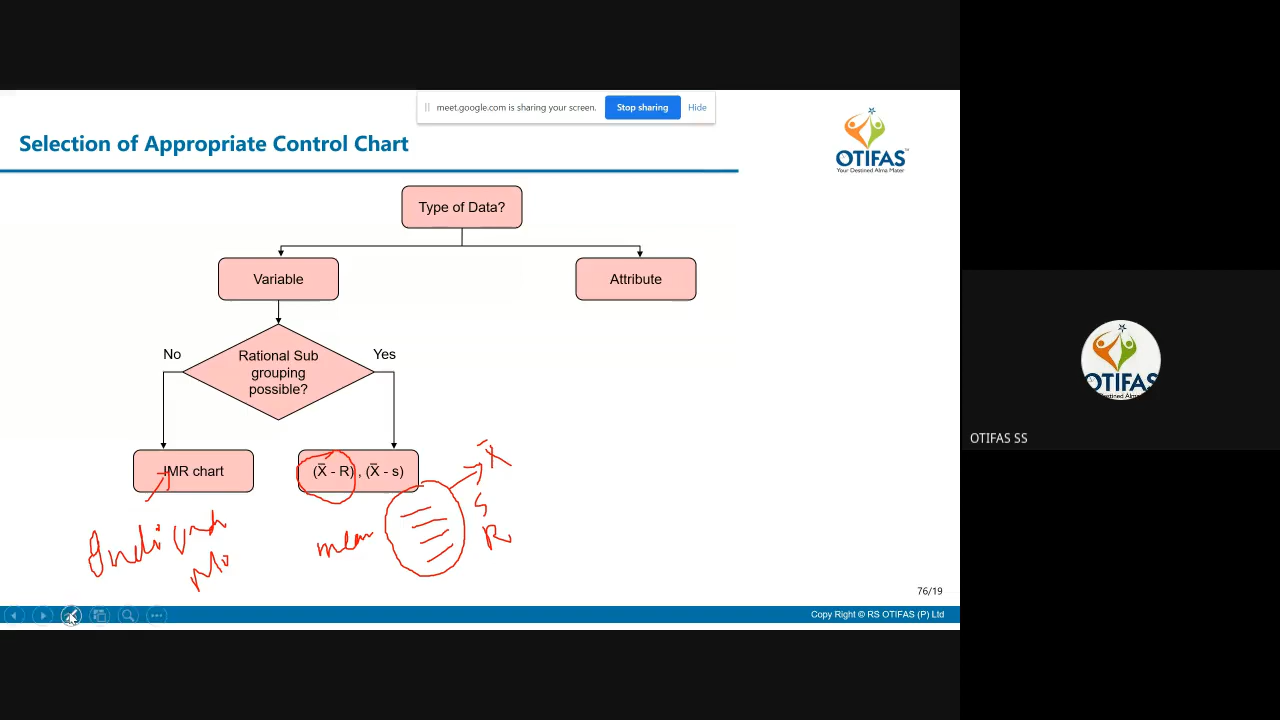 meet.google.com is sharing your screen. Stop sharing Hide
Selection of Appropriate Control Chart
OTIFAS
Your Destined Alma Mater
Type of Data?
Variable
Attribute
No
Rational Sub
grouping
possible?
Yes
IMR chart
(X̅ - R) , (X̅ - s)
X̅
S
R
mean
OTIFAS
OTIFAS SS
76/19
Copy Right © RS OTIFAS (P) Ltd